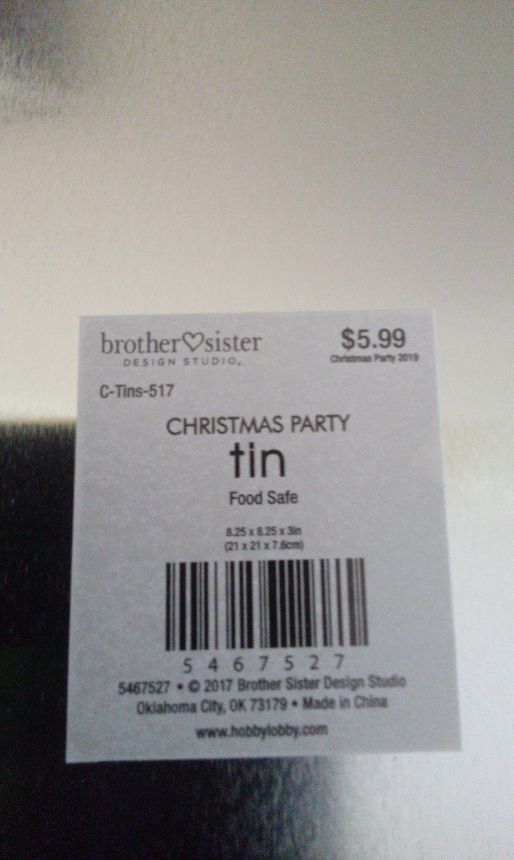 brother♡sister
DESIGN STUDIO
$5.99
Christmas Party 2019
C-Tins-517
CHRISTMAS PARTY
tin
Food Safe
8.25 x 8.25 x 3in
(21 x 21 x 7.6cm)
5 4 6 7 5 2 7
5467527 • © 2017 Brother Sister Design Studio
Oklahoma City, OK 73179 • Made in China
www.hobbylobby.com